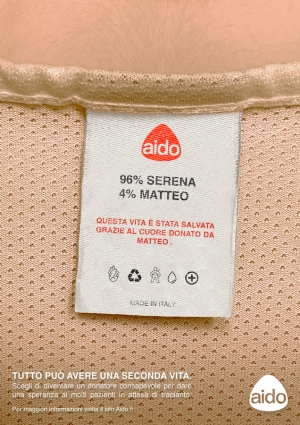 aido
96% SERENA
4% MATTEO
QUESTA VITA È STATA SALVATA
GRAZIE AL CUORE DONATO DA
MATTEO .
MADE IN ITALY
TUTTO PUÒ AVERE UNA SECONDA VITA.
Scegli di diventare un donatore consapevole per dare
una speranza ai molti pazienti in attesa di trapianto.
Per maggiori informazioni visita il sito Aido.it
aido